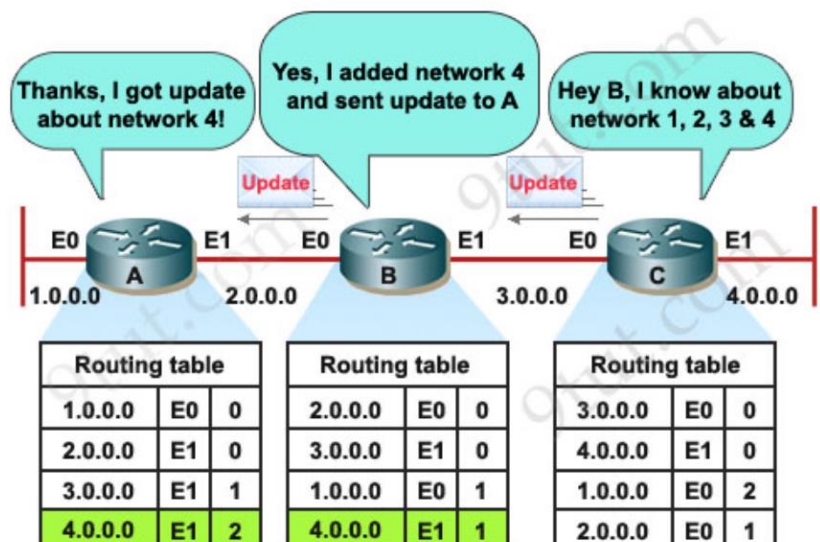 Thanks, I got update
about network 4!
Yes, I added network 4
and sent update to A
Hey B, I know about
network 1, 2, 3 & 4
Update
Update
E0 A E1 E0 B E1 E0 C E1
1.0.0.0 2.0.0.0 3.0.0.0 4.0.0.0
Routing table
1.0.0.0 E0 0
2.0.0.0 E1 0
3.0.0.0 E1 1
4.0.0.0 E1 2
Routing table
2.0.0.0 E0 0
3.0.0.0 E1 0
1.0.0.0 E0 1
4.0.0.0 E1 1
Routing table
3.0.0.0 E0 0
4.0.0.0 E1 0
1.0.0.0 E0 2
2.0.0.0 E0 1
9tut.com
9tut.com
9tut.com